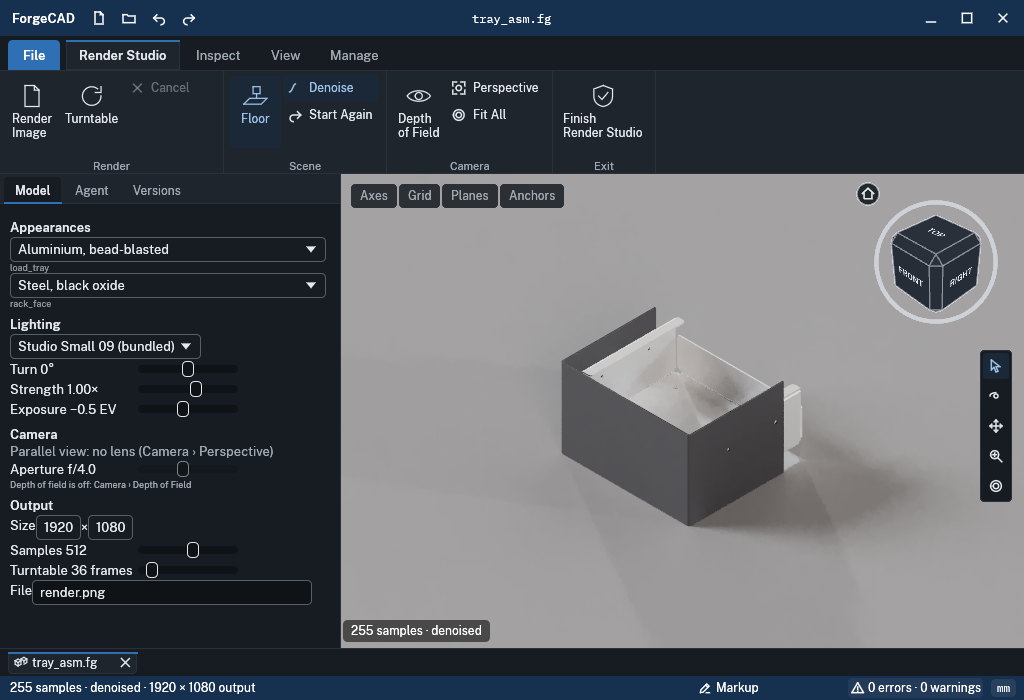 ForgeCAD
tray_asm.fg
File
Render Studio
Inspect
View
Manage
Render Image
Turntable
Cancel
Render
Floor
Denoise
Start Again
Scene
Depth of Field
Perspective
Fit All
Camera
Finish Render Studio
Exit
Model
Agent
Versions
Appearances
Aluminium, bead-blasted
load_tray
Steel, black oxide
rack_face
Lighting
Studio Small 09 (bundled)
Turn 0°
Strength 1.00×
Exposure −0.5 EV
Camera
Parallel view: no lens (Camera › Perspective)
Aperture f/4.0
Depth of field is off: Camera › Depth of Field
Output
Size 1920 × 1080
Samples 512
Turntable 36 frames
File render.png
Axes
Grid
Planes
Anchors
TOP
FRONT
RIGHT
255 samples · denoised
tray_asm.fg
255 samples · denoised · 1920 × 1080 output
Markup
0 errors · 0 warnings
mm